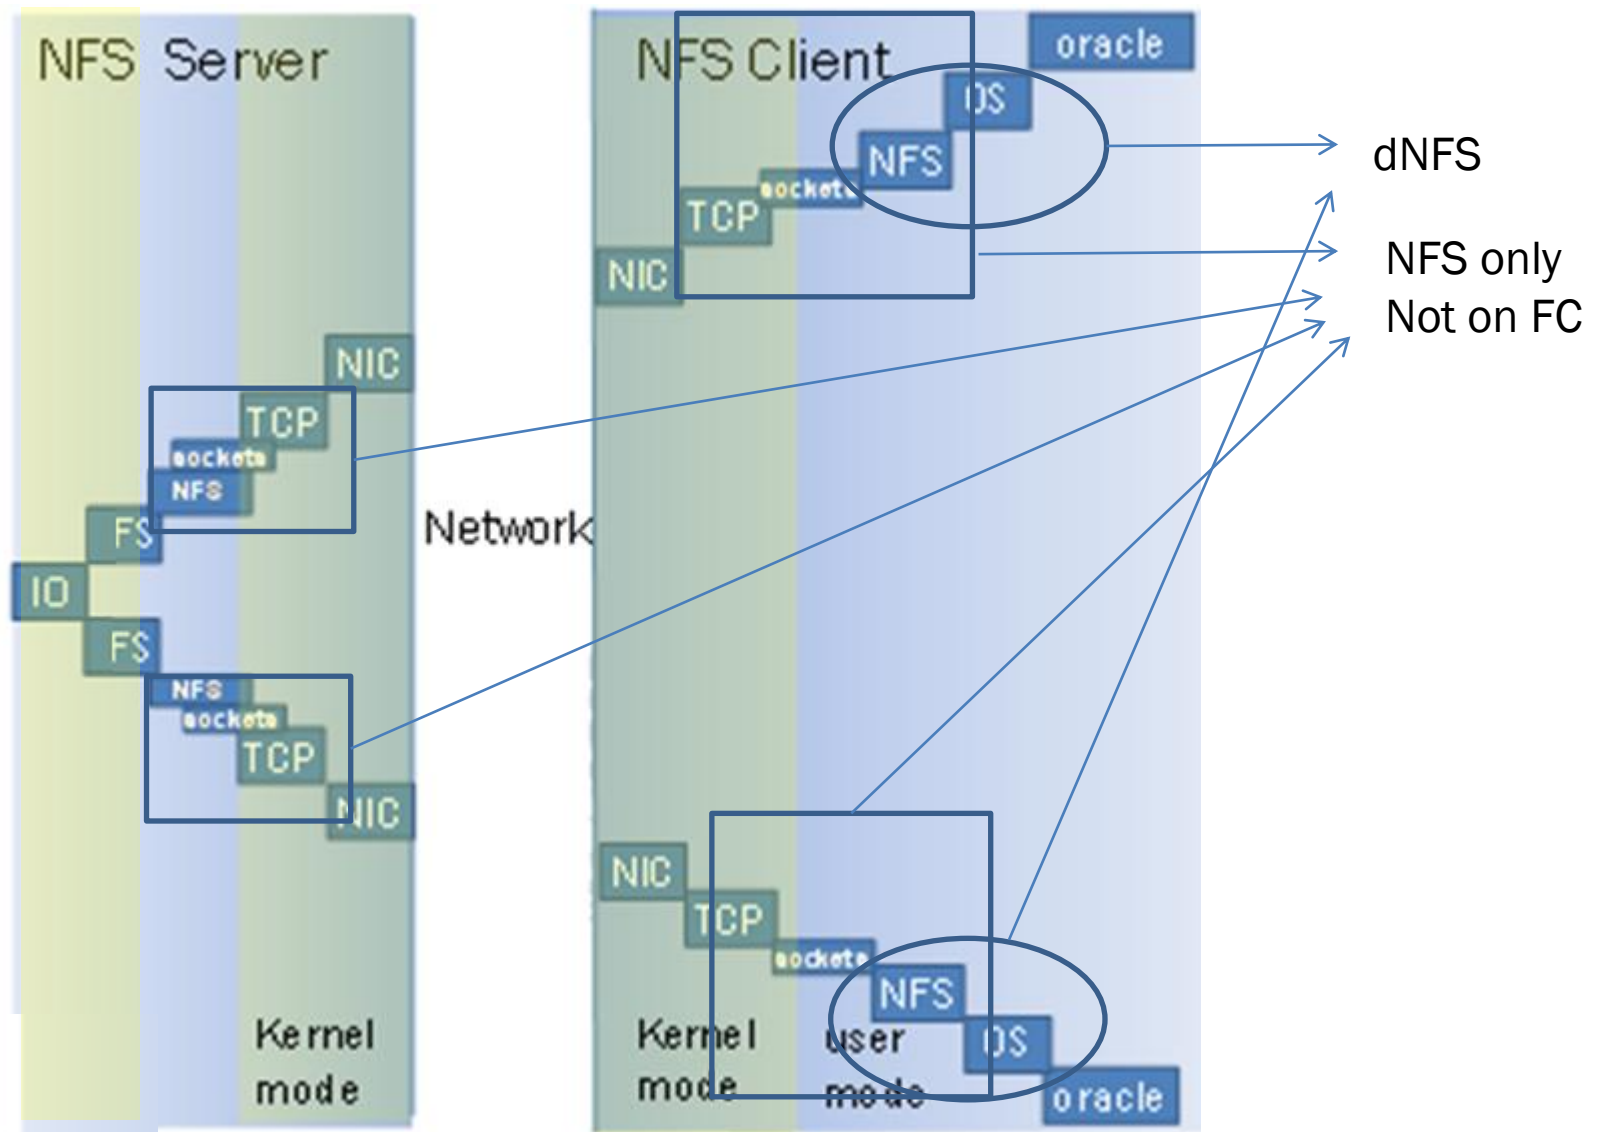 NFS Server
NFS Client
oracle
OS
NFS
sockets
TCP
NIC
dNFS
NFS only
Not on FC
NIC
TCP
sockets
NFS
FS
IO
FS
NFS
sockets
TCP
NIC
Network
NIC
TCP
sockets
NFS
OS
oracle
Kernel
mode
Kernel
mode
user
mode